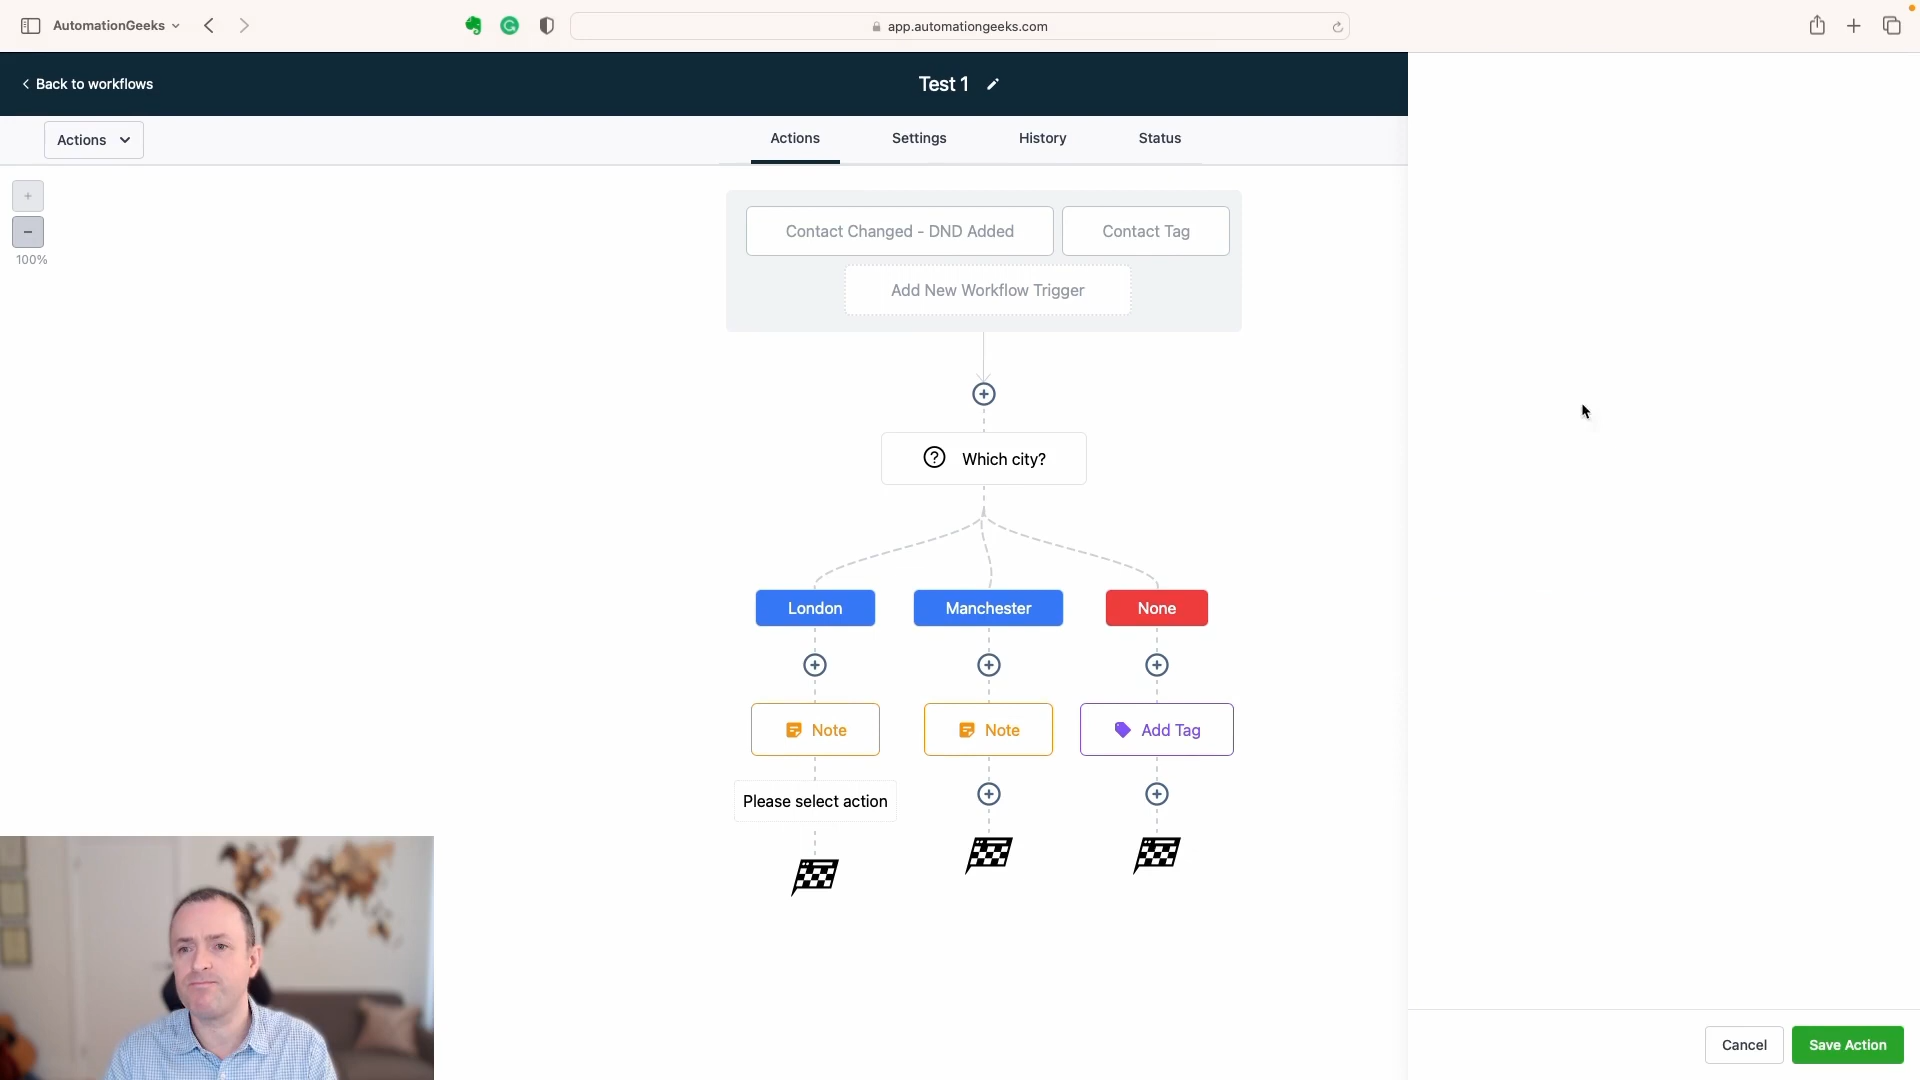 AutomationGeeks
app.automationgeeks.com
Back to workflows
Test 1
Actions
Actions
Settings
History
Status
+
−
100%
Contact Changed - DND Added
Contact Tag
Add New Workflow Trigger
Which city?
London
Manchester
None
Note
Note
Add Tag
Please select action
Cancel
Save Action